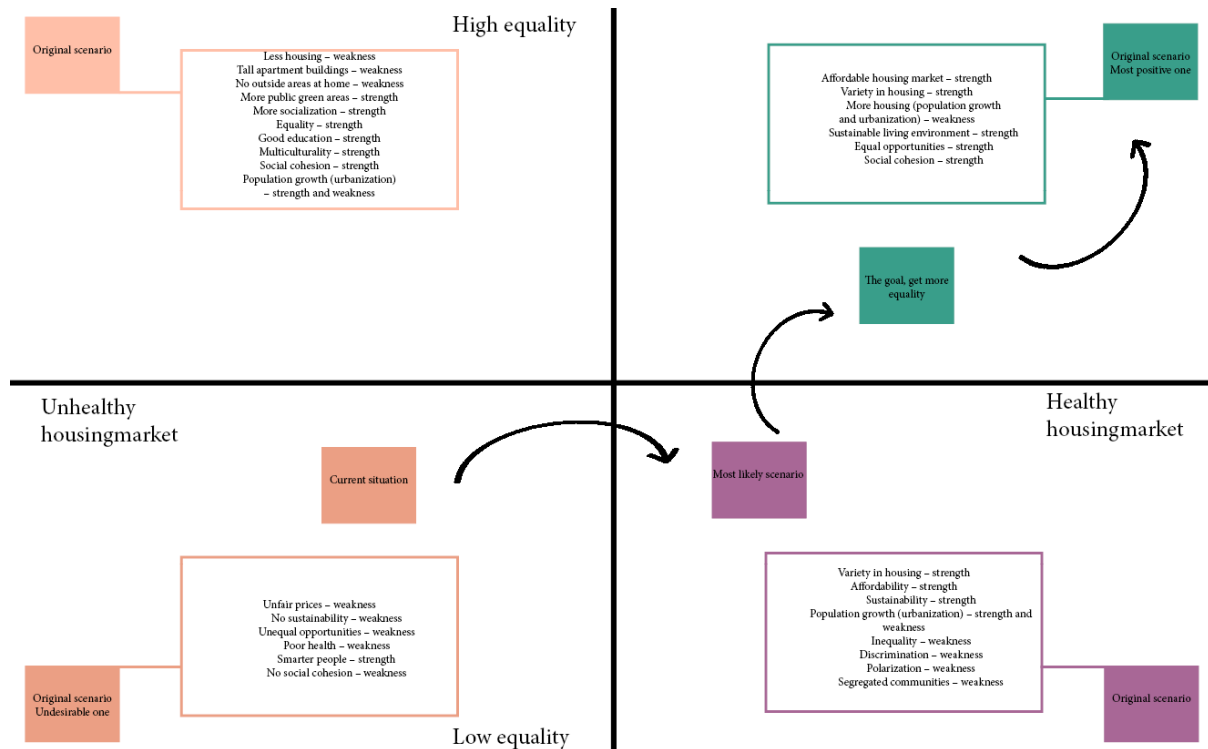 High equality
Original scenario
Less housing – weakness
Tall apartment buildings – weakness
No outside areas at home – weakness
More public green areas – strength
More socialization – strength
Equality – strength
Good education – strength
Multiculturality – strength
Social cohesion – strength
Population growth (urbanization)
– strength and weakness
Affordable housing market – strength
Variety in housing – strength
More housing (population growth
and urbanization) – weakness
Sustainable living environment – strength
Equal opportunities – strength
Social cohesion – strength
Original scenario
Most positive one
The goal, get more
equality
Unhealthy
housingmarket
Healthy
housingmarket
Current situation
Most likely scenario
Unfair prices – weakness
No sustainability – weakness
Unequal opportunities – weakness
Poor health – weakness
Smarter people – strength
No social cohesion – weakness
Original scenario
Undesirable one
Variety in housing – strength
Affordability – strength
Sustainability – strength
Population growth (urbanization) – strength and
weakness
Inequality – weakness
Discrimination – weakness
Polarization – weakness
Segregated communities – weakness
Original scenario
Low equality